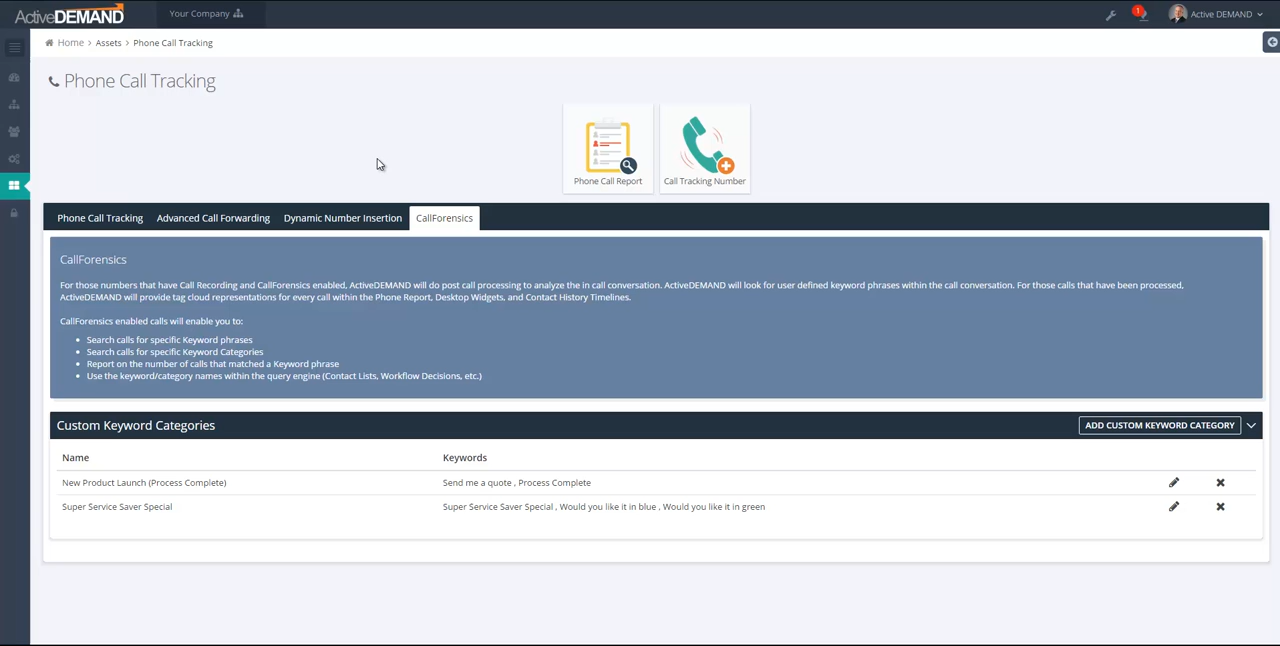 ActiveDEMAND
Your Company
1
Active DEMAND
Home > Assets > Phone Call Tracking
Phone Call Tracking
Phone Call Report
Call Tracking Number
Phone Call Tracking Advanced Call Forwarding Dynamic Number Insertion CallForensics
CallForensics
For those numbers that have Call Recording and CallForensics enabled, ActiveDEMAND will do post call processing to analyze the in call conversation. ActiveDEMAND will look for user defined keyword phrases within the call conversation. For those calls that have been processed,
ActiveDEMAND will provide tag cloud representations for every call within the Phone Report, Desktop Widgets, and Contact History Timelines.
CallForensics enabled calls will enable you to:
• Search calls for specific Keyword phrases
• Search calls for specific Keyword Categories
• Report on the number of calls that matched a Keyword phrase
• Use the keyword/category names within the query engine (Contact Lists, Workflow Decisions, etc.)
Custom Keyword Categories
ADD CUSTOM KEYWORD CATEGORY
Name Keywords
New Product Launch (Process Complete) Send me a quote , Process Complete
Super Service Saver Special Super Service Saver Special , Would you like it in blue , Would you like it in green